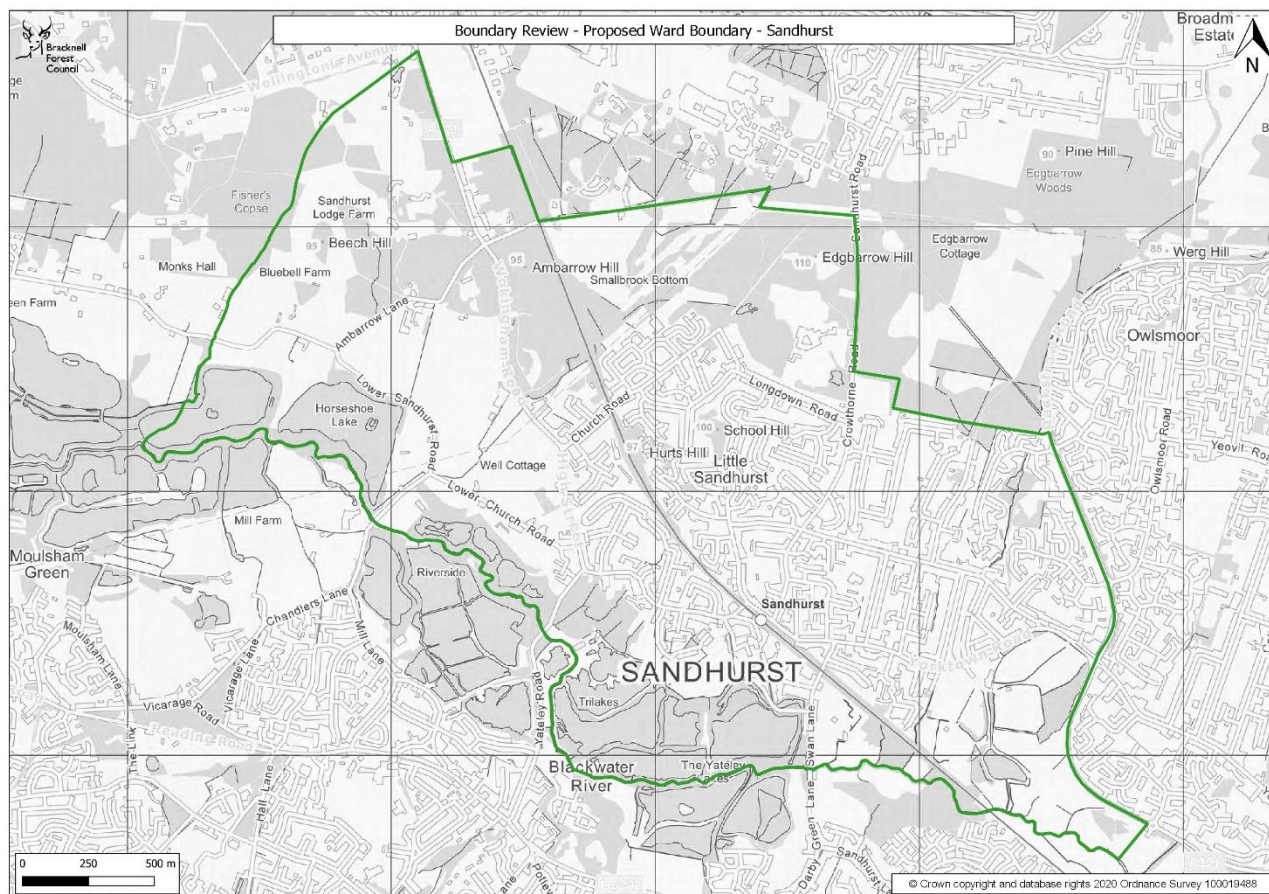 Boundary Review - Proposed Ward Boundary - Sandhurst
Bracknell
Forest
Council
N
Broadm
Estate
Wellington Avenue
90 Pine Hill
Edgbarrow
Woods
Sandhurst Road
Fisher's
Copse
Sandhurst
Lodge Farm
95 Beech Hill
Monks Hall
Bluebell Farm
95 Ambarrow Hill
Smallbrook Bottom
110 Edgbarrow Hill
Edgbarrow
Cottage
85 Werg Hill
een Farm
Ambarrow Lane
Owlsmoor
Horseshoe
Lake
Lower Sandhurst Road
Longdown Road
Crowthorne Road
Church Road
100 School Hill
97 Hurts Hill
Little
Sandhurst
Owlsmoor Road
Yeovil Roa
Well Cottage
Lower Church Road
Mill Farm
Moulsham
Green
Riverside
Chandlers Lane
Mill Lane
Moulsham Lane
Vicarage Lane
Vicarage Road
Reading Road
The Link
Hall Lane
Sandhurst
SANDHURST
Yateley Road
Trilakes
Swan Lane
Blackwater
River
The Yateley
Lakes
Darby Green Lane
Sandhurst
Potley
0 250 500 m
© Crown copyright and database rights 2020 Ordnance Survey 100019488